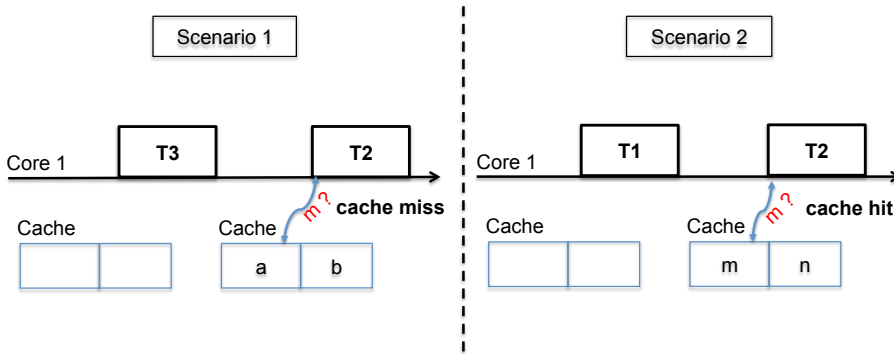 Scenario 1
T3
T2
Core 1
m ?
cache miss
Cache
Cache
a
b
Scenario 2
T1
T2
Core 1
m ?
cache hit
Cache
Cache
m
n